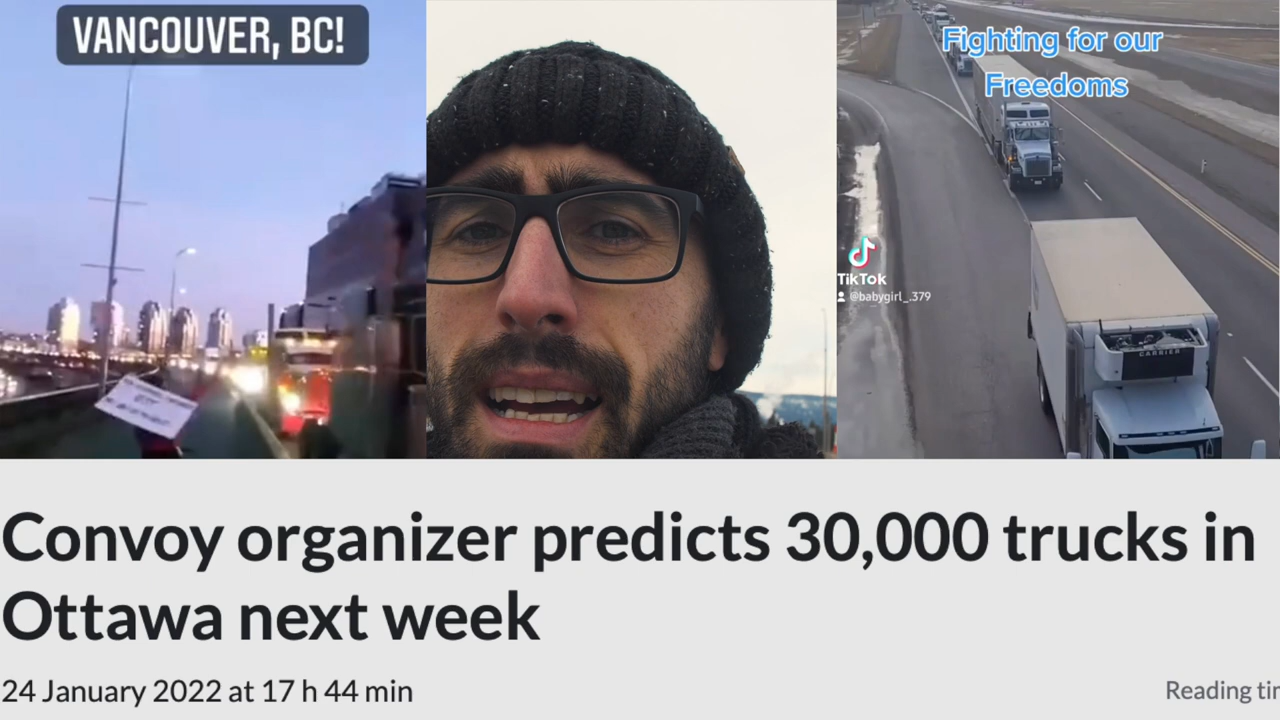 VANCOUVER, BC!
Fighting for our
Freedoms
TikTok
@babygirl_.379
CARRIER
Convoy organizer predicts 30,000 trucks in
Ottawa next week
24 January 2022 at 17 h 44 min
Reading